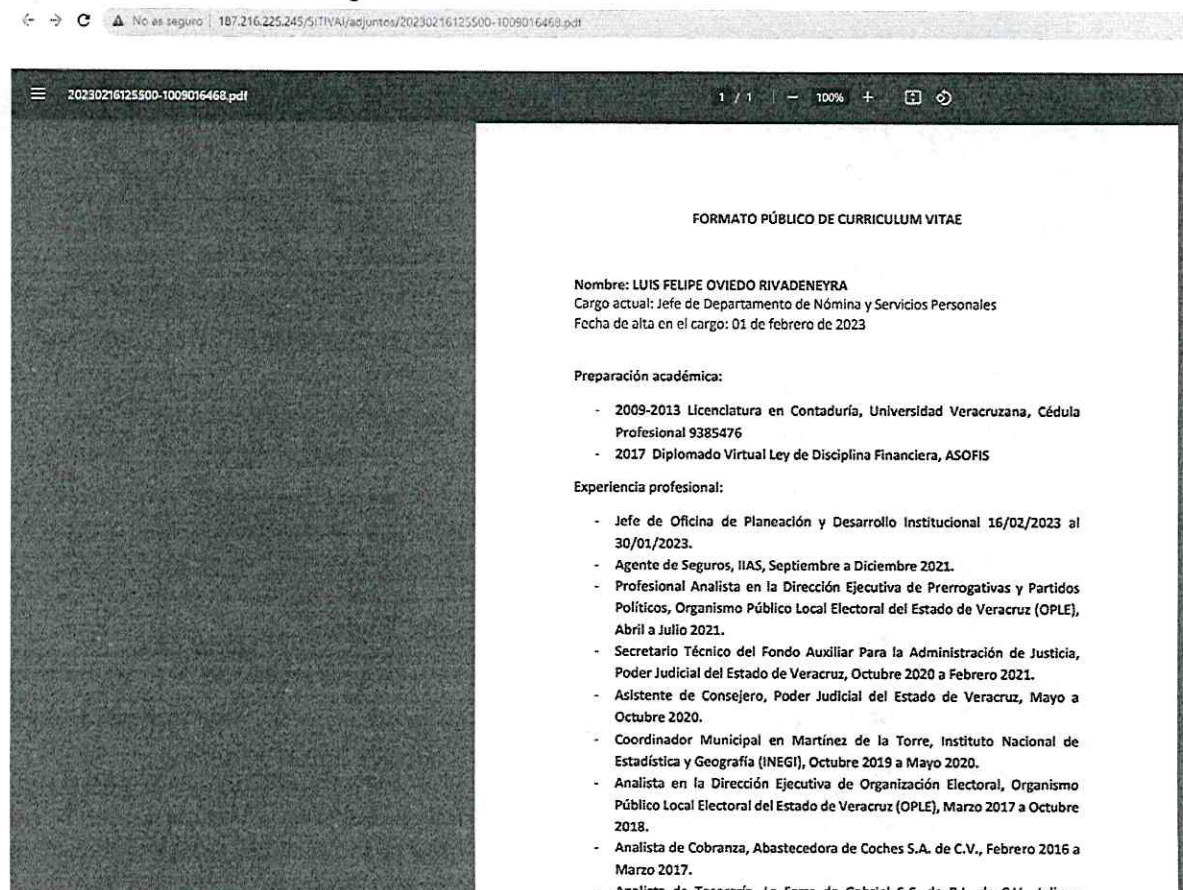 No es seguro | 187.216.225.245/SITIVAI/adjuntos/20230216125500-1009016468.pdf
20230216125500-1009016468.pdf
1 / 1 | − 100% +
FORMATO PÚBLICO DE CURRICULUM VITAE
Nombre: LUIS FELIPE OVIEDO RIVADENEYRA
Cargo actual: Jefe de Departamento de Nómina y Servicios Personales
Fecha de alta en el cargo: 01 de febrero de 2023
Preparación académica:
- 2009-2013 Licenciatura en Contaduría, Universidad Veracruzana, Cédula
Profesional 9385476
- 2017 Diplomado Virtual Ley de Disciplina Financiera, ASOFIS
Experiencia profesional:
- Jefe de Oficina de Planeación y Desarrollo Institucional 16/02/2023 al
30/01/2023.
- Agente de Seguros, IIAS, Septiembre a Diciembre 2021.
- Profesional Analista en la Dirección Ejecutiva de Prerrogativas y Partidos
Políticos, Organismo Público Local Electoral del Estado de Veracruz (OPLE),
Abril a Julio 2021.
- Secretario Técnico del Fondo Auxiliar Para la Administración de Justicia,
Poder Judicial del Estado de Veracruz, Octubre 2020 a Febrero 2021.
- Asistente de Consejero, Poder Judicial del Estado de Veracruz, Mayo a
Octubre 2020.
- Coordinador Municipal en Martínez de la Torre, Instituto Nacional de
Estadística y Geografía (INEGI), Octubre 2019 a Mayo 2020.
- Analista en la Dirección Ejecutiva de Organización Electoral, Organismo
Público Local Electoral del Estado de Veracruz (OPLE), Marzo 2017 a Octubre
2018.
- Analista de Cobranza, Abastecedora de Coches S.A. de C.V., Febrero 2016 a
Marzo 2017.